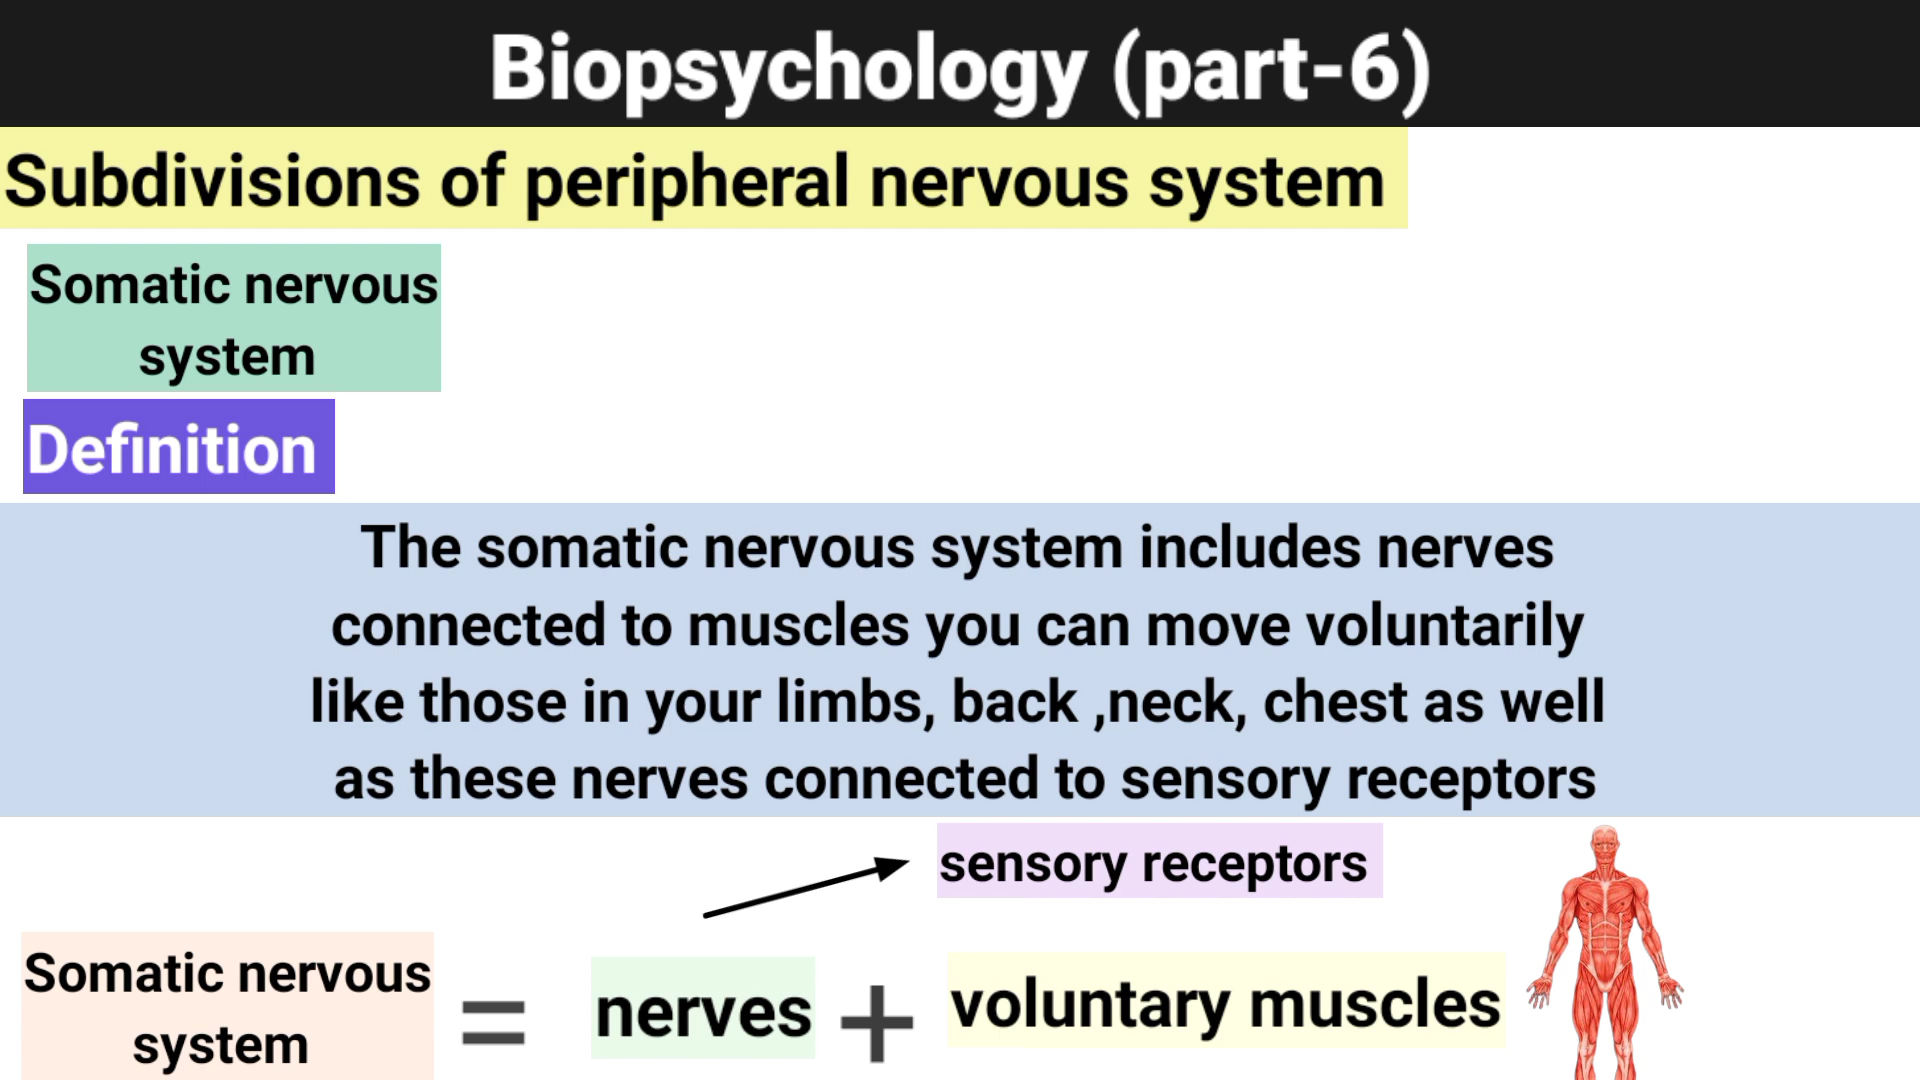 Biopsychology (part-6)
Subdivisions of peripheral nervous system
Somatic nervous
system
Definition
The somatic nervous system includes nerves
connected to muscles you can move voluntarily
like those in your limbs, back ,neck, chest as well
as these nerves connected to sensory receptors
sensory receptors
Somatic nervous
system
= nerves + voluntary muscles